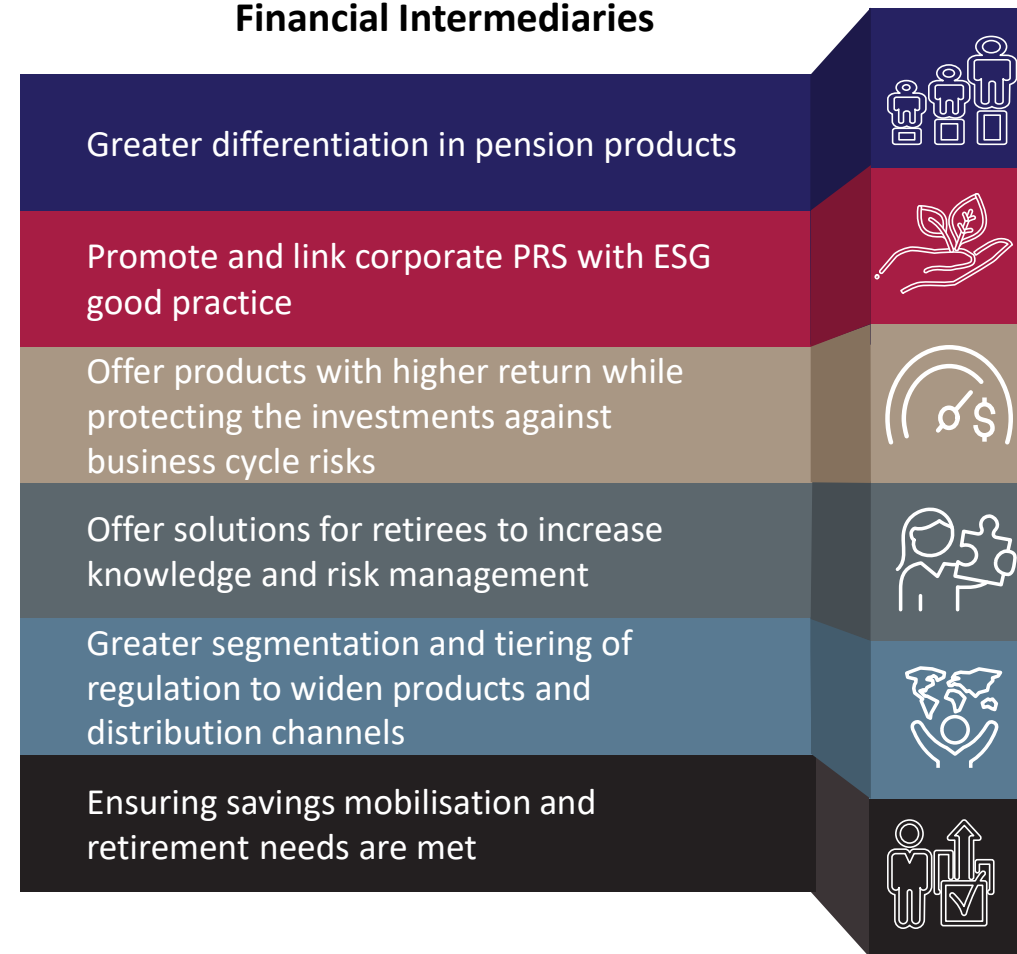 Financial Intermediaries
Greater differentiation in pension products
Promote and link corporate PRS with ESG
good practice
Offer products with higher return while
protecting the investments against
business cycle risks
Offer solutions for retirees to increase
knowledge and risk management
Greater segmentation and tiering of
regulation to widen products and
distribution channels
Ensuring savings mobilisation and
retirement needs are met
$